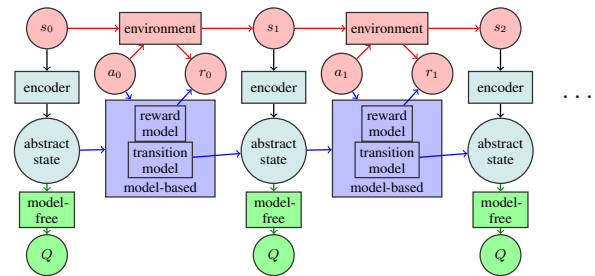 s₀
environment
s₁
environment
s₂
a₀
r₀
a₁
r₁
encoder
encoder
encoder
. . .
reward
model
reward
model
abstract
state
transition
model
abstract
state
transition
model
abstract
state
model-based
model-based
model-
free
model-
free
model-
free
Q
Q
Q